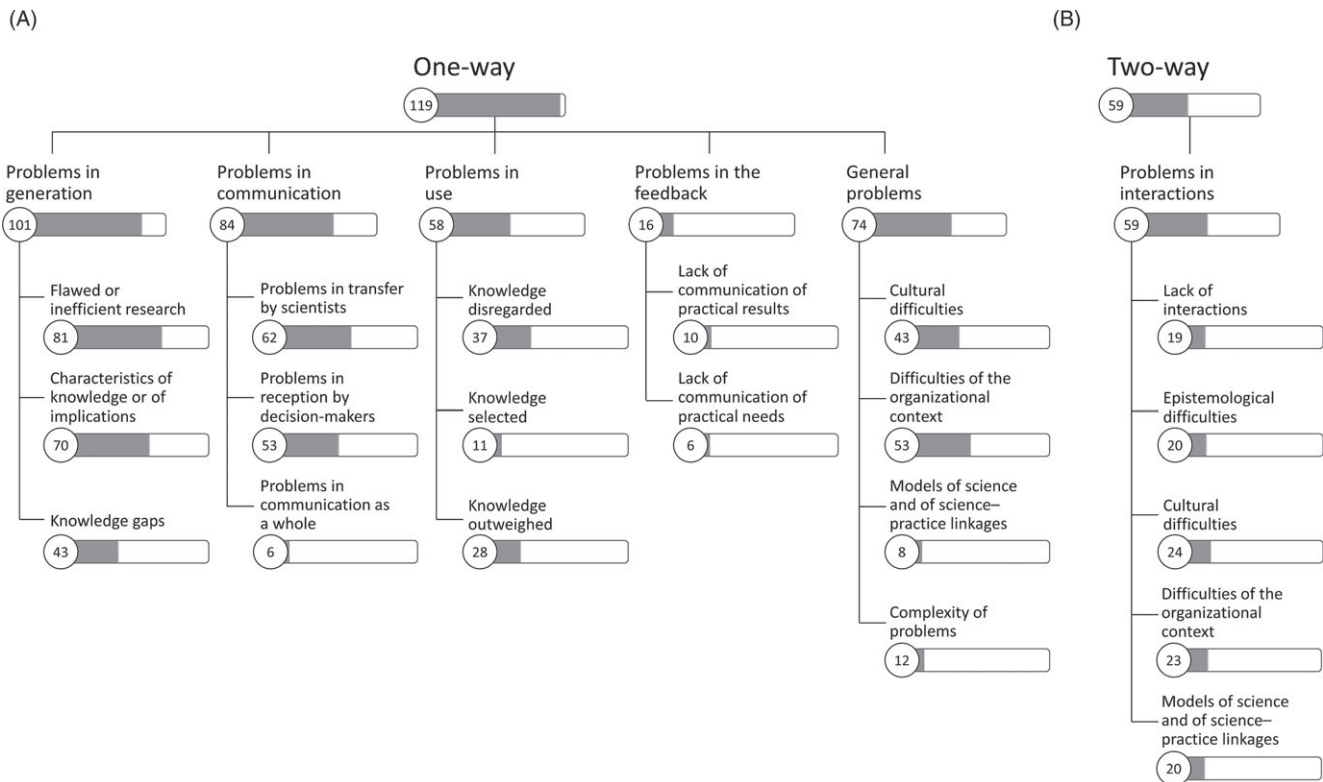 (A)
One-way
119
Problems in
generation
101
Flawed or
inefficient research
81
Characteristics of
knowledge or of
implications
70
Knowledge gaps
43
Problems in
communication
84
Problems in transfer
by scientists
62
Problems in
reception by
decision-makers
53
Problems in
communication as
a whole
6
Problems in
use
58
Knowledge
disregarded
37
Knowledge
selected
11
Knowledge
outweighed
28
Problems in the
feedback
16
Lack of
communication of
practical results
10
Lack of
communication of
practical needs
6
General
problems
74
Cultural
difficulties
43
Difficulties of the
organizational
context
53
Models of science
and of science–
practice linkages
8
Complexity of
problems
12
(B)
Two-way
59
Problems in
interactions
59
Lack of
interactions
19
Epistemological
difficulties
20
Cultural
difficulties
24
Difficulties of the
organizational
context
23
Models of science
and of science–
practice linkages
20